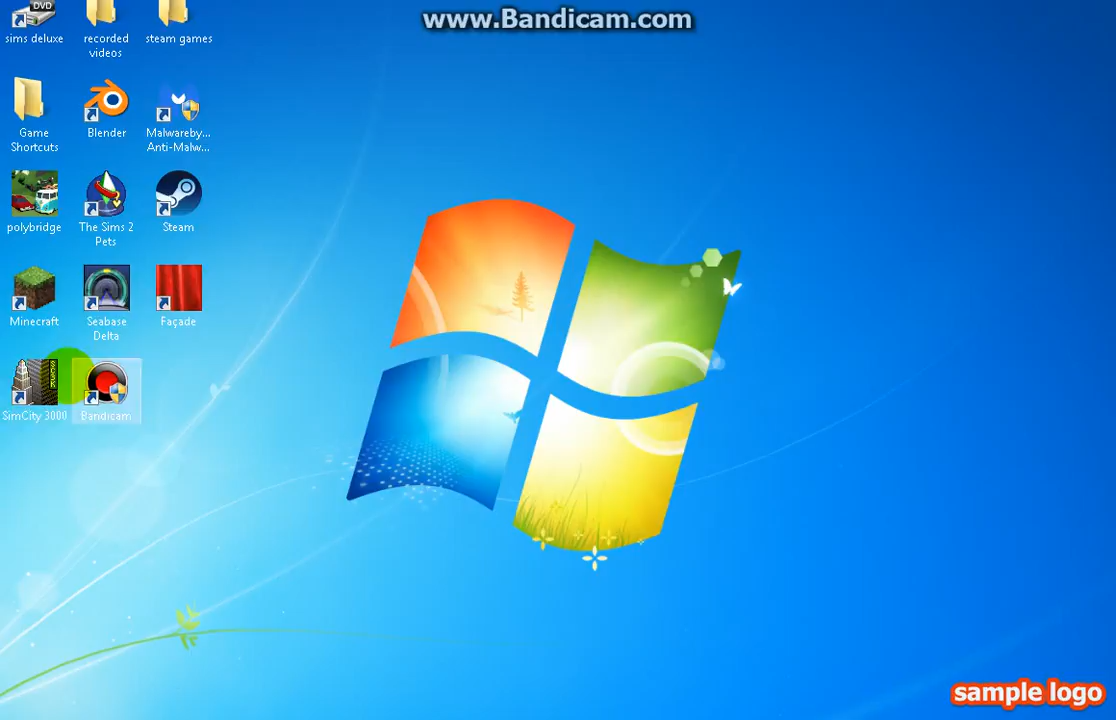 www.Bandicam.com
DVD
sims deluxe
recorded
videos
steam games
Game
Shortcuts
Blender
Malwareby...
Anti-Malw...
polybridge
The Sims 2
Pets
Steam
Minecraft
Seabase
Delta
Façade
SimCity 3000
Bandicam
sample logo